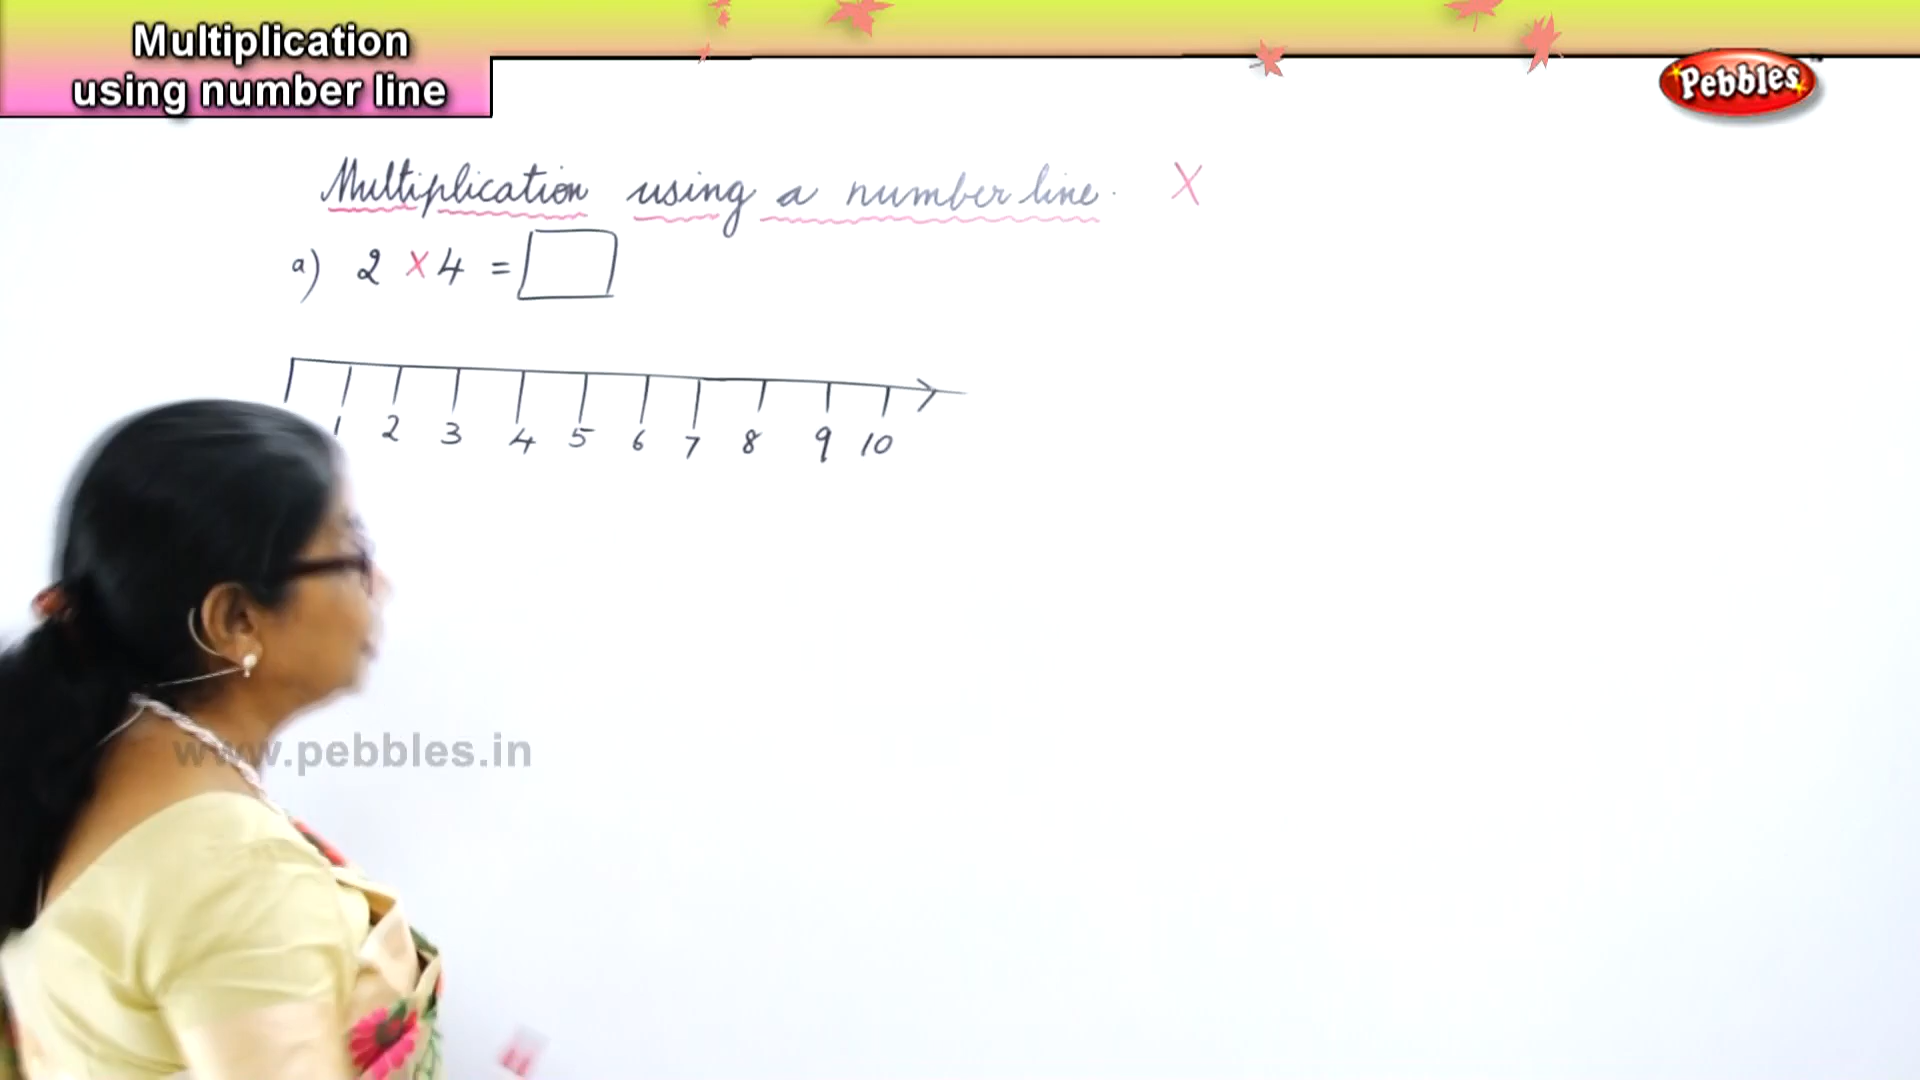 Multiplication
using number line
Pebbles
Multiplication using a number line. X
a) 2 X 4 =
1 2 3 4 5 6 7 8 9 10
www.pebbles.in